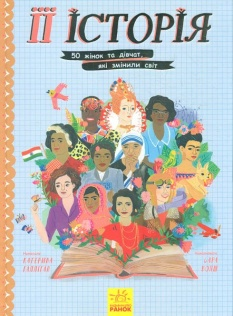 ЇЇ ІСТОРІЯ
50 ЖІНОК ТА ДІВЧАТ,
які змінили світ
РАНОК